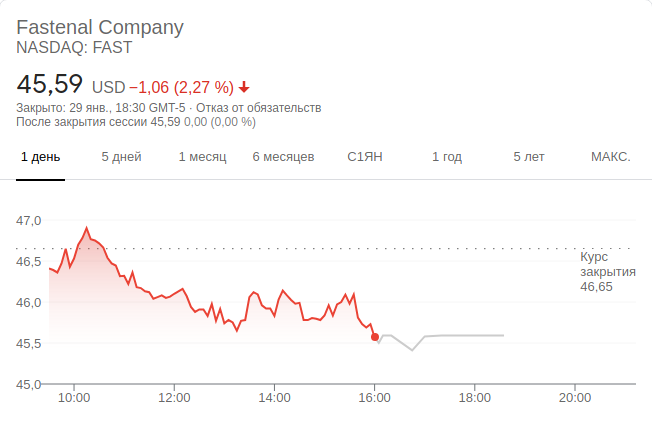 Fastenal Company
NASDAQ: FAST
45,59 USD −1,06 (2,27 %)
Закрыто: 29 янв., 18:30 GMT-5 · Отказ от обязательств
После закрытия сессии 45,59 0,00 (0,00 %)
1 день 5 дней 1 месяц 6 месяцев С1ЯН 1 год 5 лет МАКС.
47,0
46,5
46,0
45,5
45,0
Курс
закрытия
46,65
10:00 12:00 14:00 16:00 18:00 20:00